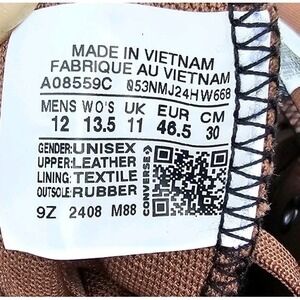 MADE IN VIETNAM
FABRIQUE AU VIETNAM
A08559C 053NMJ24HW668
MENS WO'S UK EUR CM
12 13.5 11 46.5 30
GENDER:UNISEX
UPPER:LEATHER
LINING:TEXTILE
OUTSOLE:RUBBER
CONVERSE
9Z 2408 M88